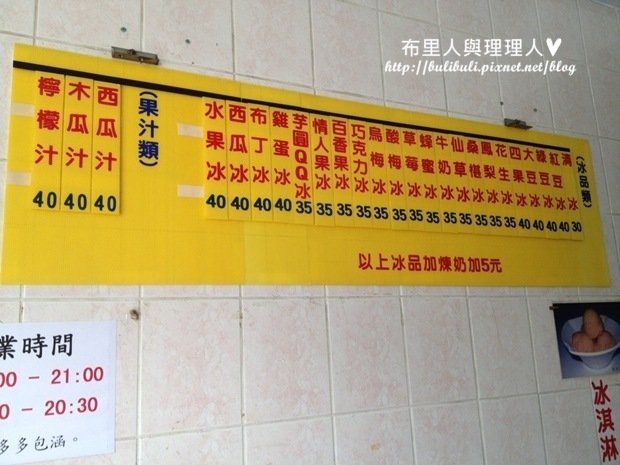 布里人與理理人♥
http://bulibuli.pixnet.net/blog
(冰品類)
清冰 30
紅豆冰 40
綠豆冰 40
大豆冰 40
四果冰 40
花生冰 35
鳳梨冰 35
桑椹冰 35
仙草冰 35
牛奶冰 35
蜂蜜冰 35
草莓冰 35
酸梅冰 35
烏梅冰 35
巧克力冰 35
百香果冰 35
情人果冰 35
芋圓QQ冰 35
雞蛋冰 40
布丁冰 40
西瓜冰 40
水果冰 40
(果汁類)
西瓜汁 40
木瓜汁 40
檸檬汁 40
以上冰品加煉奶加5元
業時間
00 - 21:00
0 - 20:30
多多包涵。
冰淇淋